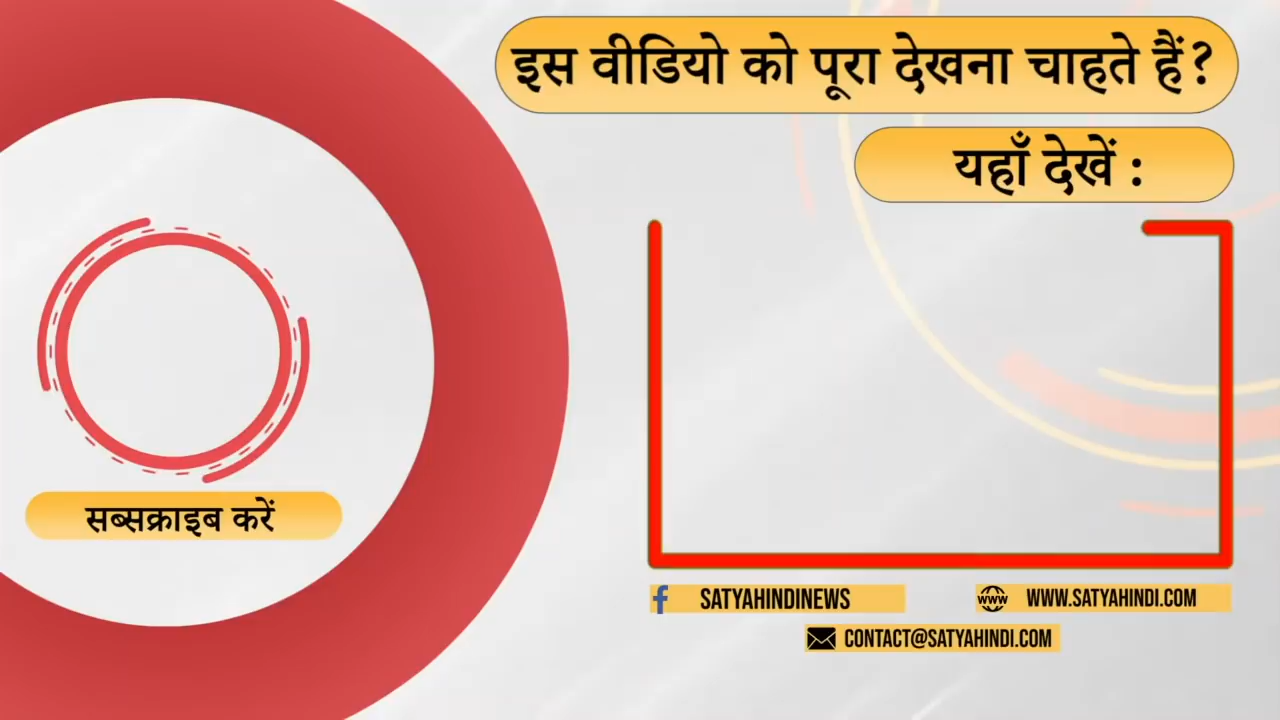 इस वीडियो को पूरा देखना चाहते हैं?
यहाँ देखें :
सब्सक्राइब करें
SATYAHINDINEWS
WWW.SATYAHINDI.COM
CONTACT@SATYAHINDI.COM